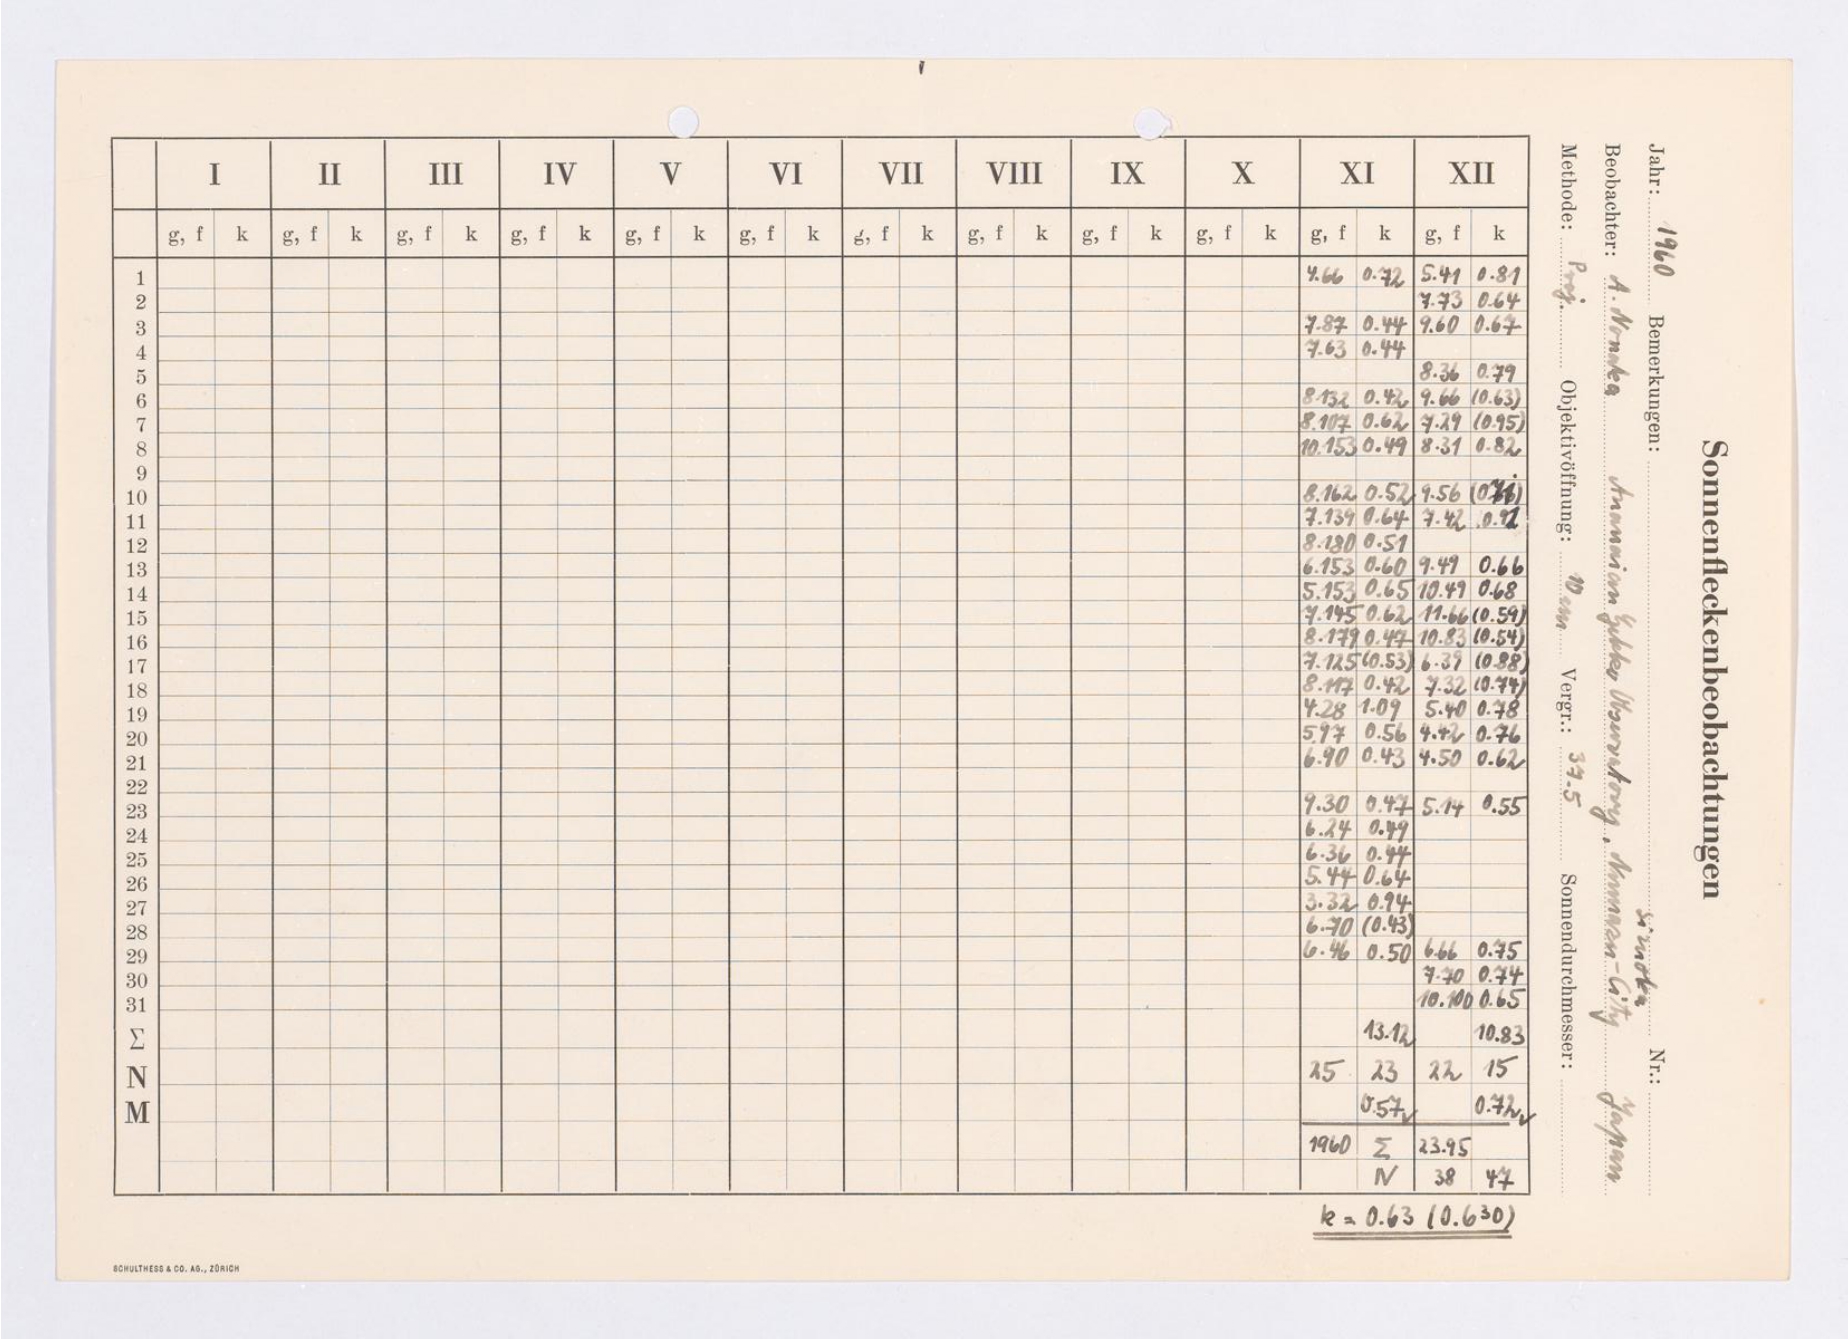 Sonnenfleckenbeobachtungen
Jahr: 1960 Bemerkungen: Nr.:
Beobachter: A. Nonaka Observatory, Numazu-City Japan
Methode: Proj. Objektivöffnung: 10 cm Vergr.: 37.5 Sonnendurchmesser:
I II III IV V VI VII VIII IX X XI XII
g, f k g, f k g, f k g, f k g, f k g, f k g, f k g, f k g, f k g, f k g, f k g, f k
1 4.66 0.72 5.41 0.81
2 7.73 0.64
3 7.87 0.44 9.60 0.67
4 7.63 0.44
5 8.36 0.79
6 8.132 0.42 9.66 (0.63)
7 8.107 0.62 7.29 (0.95)
8 10.153 0.49 8.31 0.82
9
10 8.162 0.52 9.56
11 7.139 0.64 7.42 0.92
12 8.180 0.51
13 6.153 0.60 9.49 0.66
14 5.153 0.65 10.49 0.68
15 7.145 0.62 11.66 (0.59)
16 8.179 0.47 10.83 (0.54)
17 7.125 (0.53) 6.39 (0.88)
18 8.117 0.42 7.32 (0.74)
19 4.28 1.09 5.40 0.78
20 5.97 0.56 4.42 0.76
21 6.90 0.43 4.50 0.62
22
23 9.30 0.47 5.14 0.55
24 6.24 0.49
25 6.36 0.44
26 5.44 0.64
27 3.32 0.94
28 6.70 (0.43)
29 6.46 0.50 6.66 0.75
30 7.70 0.74
31 10.100 0.65
Σ 13.12 10.83
N 25 23 22 15
M 0.57 0.72
1960 Σ 23.95
N 38 47
k = 0.63 (0.630)
SCHULTHESS & CO. AG., ZÜRICH